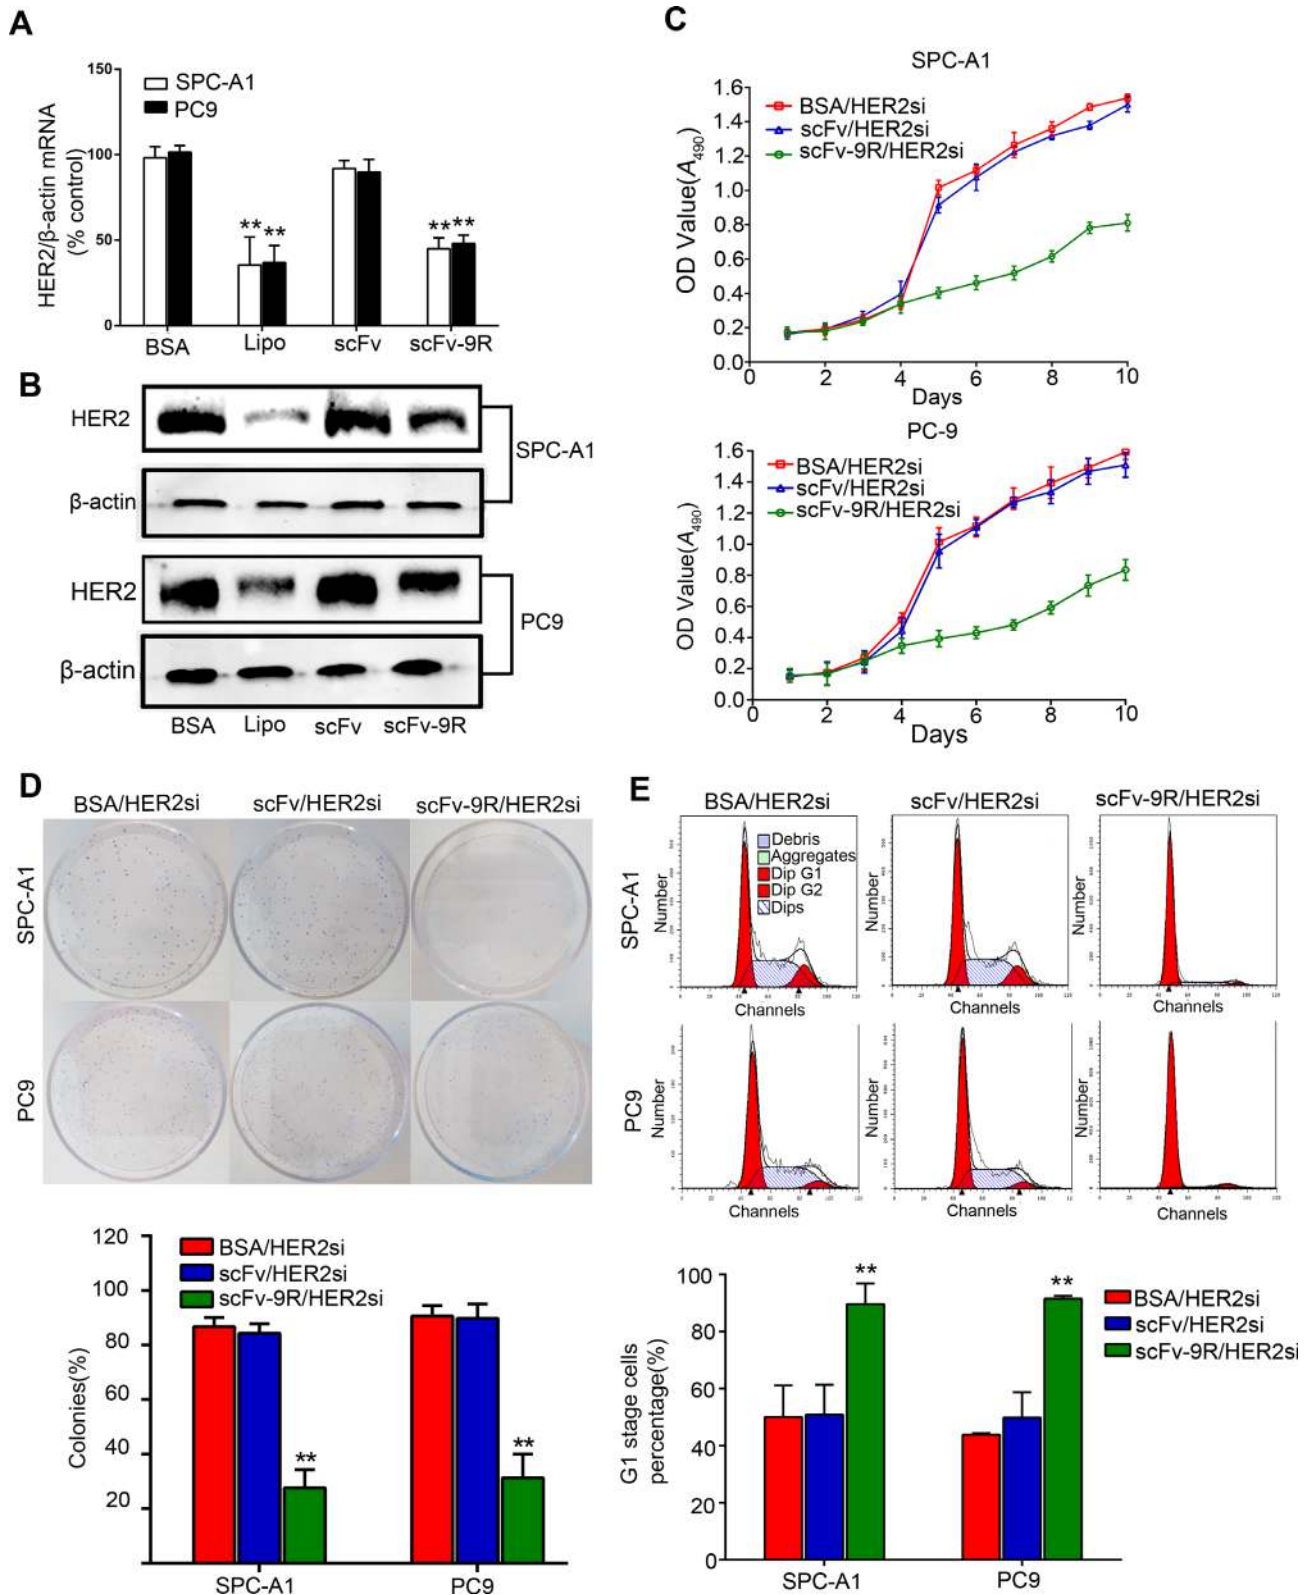 A
150
SPC-A1
PC9
100
50
0
HER2/β-actin mRNA
(% control)
** **
** **
BSA Lipo scFv scFv-9R
B
HER2
β-actin
SPC-A1
HER2
β-actin
PC9
BSA Lipo scFv scFv-9R
C
SPC-A1
BSA/HER2si
scFv/HER2si
scFv-9R/HER2si
OD Value(A490)
1.6
1.4
1.2
1.0
0.8
0.6
0.4
0.2
0.0
0 2 4 6 8 10
Days
PC-9
BSA/HER2si
scFv/HER2si
scFv-9R/HER2si
OD Value(A490)
1.6
1.4
1.2
1.0
0.8
0.6
0.4
0.2
0.0
0 2 4 6 8 10
Days
D
BSA/HER2si scFv/HER2si scFv-9R/HER2si
SPC-A1
PC9
120
100
80
60
40
20
Colonies(%)
BSA/HER2si
scFv/HER2si
scFv-9R/HER2si
**
**
SPC-A1 PC9
E
BSA/HER2si scFv/HER2si scFv-9R/HER2si
SPC-A1
Debris
Aggregates
Dip G1
Dip G2
Dips
Number Number Number
Channels Channels Channels
PC9
Number Number Number
Channels Channels Channels
100
80
60
40
20
0
G1 stage cells
percentage(%)
** **
BSA/HER2si
scFv/HER2si
scFv-9R/HER2si
SPC-A1 PC9